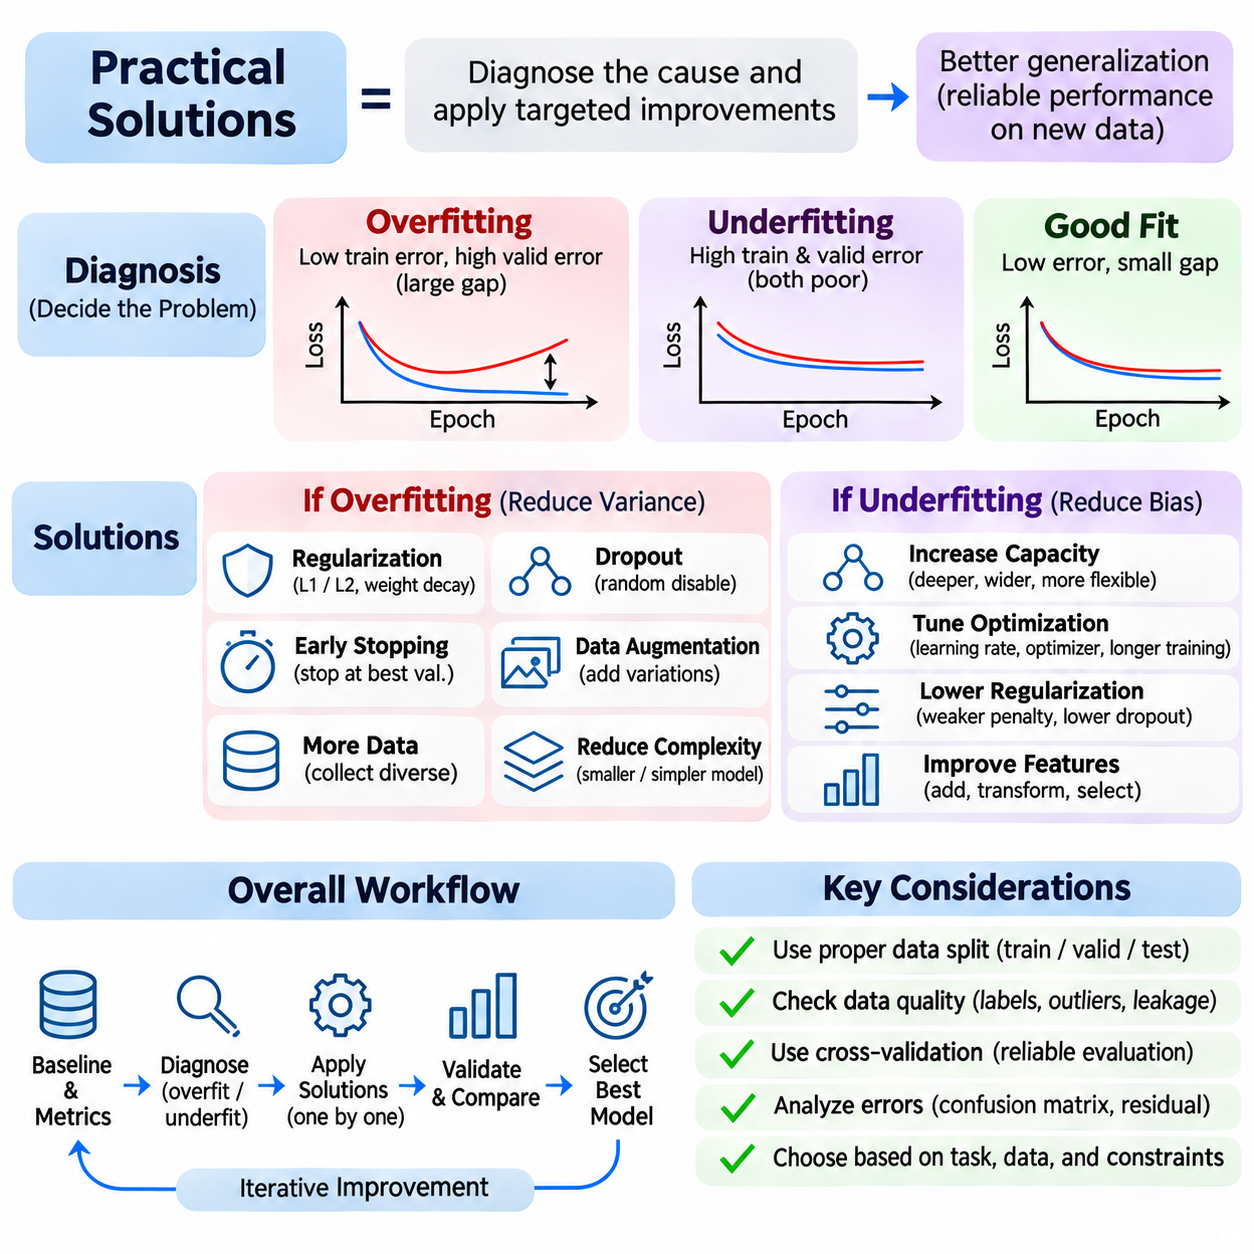 Practical
Solutions
=
Diagnose the cause and
apply targeted improvements
Better generalization
(reliable performance
on new data)
Diagnosis
(Decide the Problem)
Overfitting
Low train error, high valid error
(large gap)
Loss
Epoch
Underfitting
High train & valid error
(both poor)
Loss
Epoch
Good Fit
Low error, small gap
Loss
Epoch
Solutions
If Overfitting (Reduce Variance)
Regularization
(L1 / L2, weight decay)
Dropout
(random disable)
Early Stopping
(stop at best val.)
Data Augmentation
(add variations)
More Data
(collect diverse)
Reduce Complexity
(smaller / simpler model)
If Underfitting (Reduce Bias)
Increase Capacity
(deeper, wider, more flexible)
Tune Optimization
(learning rate, optimizer, longer training)
Lower Regularization
(weaker penalty, lower dropout)
Improve Features
(add, transform, select)
Overall Workflow
Baseline
&
Metrics
Diagnose
(overfit /
underfit)
Apply
Solutions
(one by one)
Validate
& Compare
Select
Best
Model
Iterative Improvement
Key Considerations
Use proper data split (train / valid / test)
Check data quality (labels, outliers, leakage)
Use cross-validation (reliable evaluation)
Analyze errors (confusion matrix, residual)
Choose based on task, data, and constraints